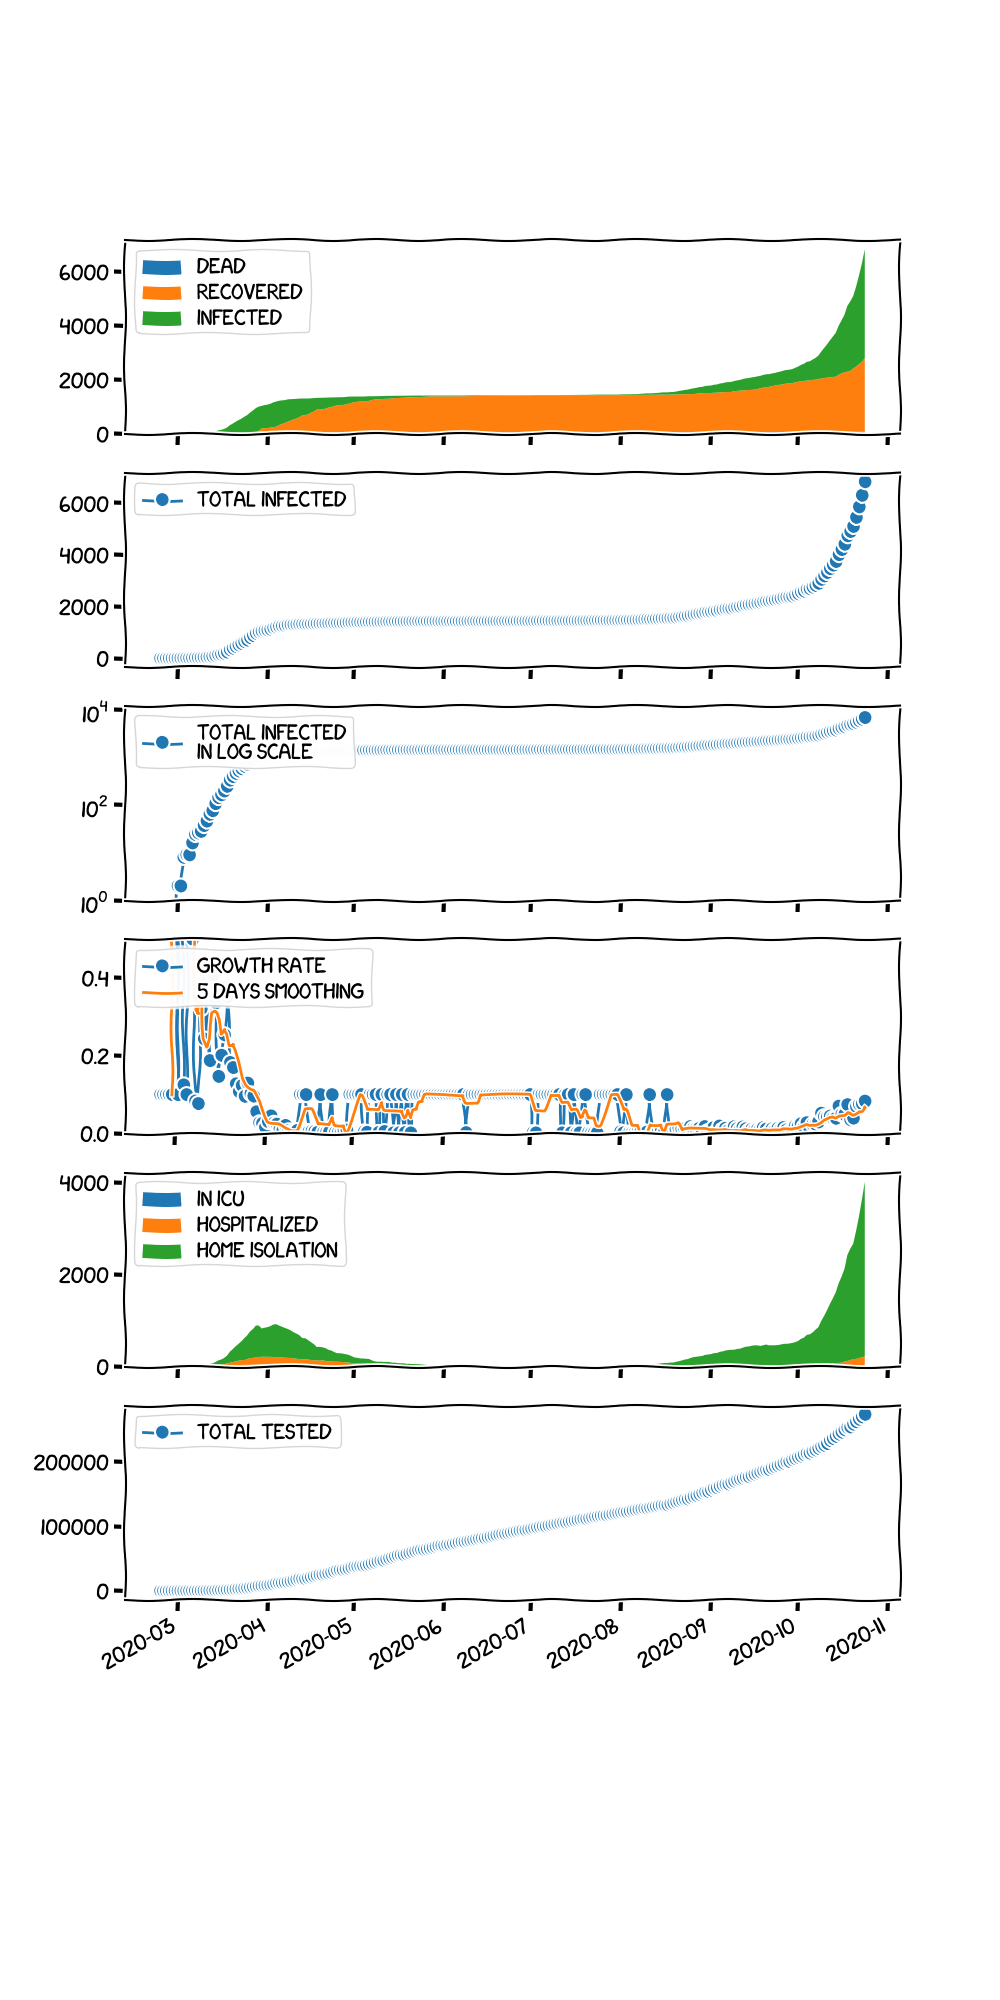 DEAD
RECOVERED
INFECTED
6000
4000
2000
0
TOTAL INFECTED
6000
4000
2000
0
TOTAL INFECTED
IN LOG SCALE
10⁴
10²
10⁰
GROWTH RATE
5 DAYS SMOOTHING
0.4
0.2
0.0
IN ICU
HOSPITALIZED
HOME ISOLATION
4000
2000
0
TOTAL TESTED
200000
100000
0
2020-03 2020-04 2020-05 2020-06 2020-07 2020-08 2020-09 2020-10 2020-11